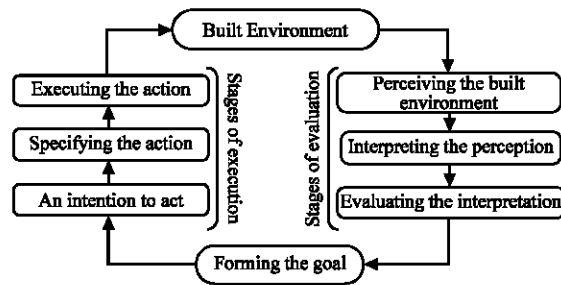 Built Environment
Executing the action
Specifying the action
An intention to act
Stages of execution
Stages of evaluation
Perceiving the built
environment
Interpreting the perception
Evaluating the interpretation
Forming the goal